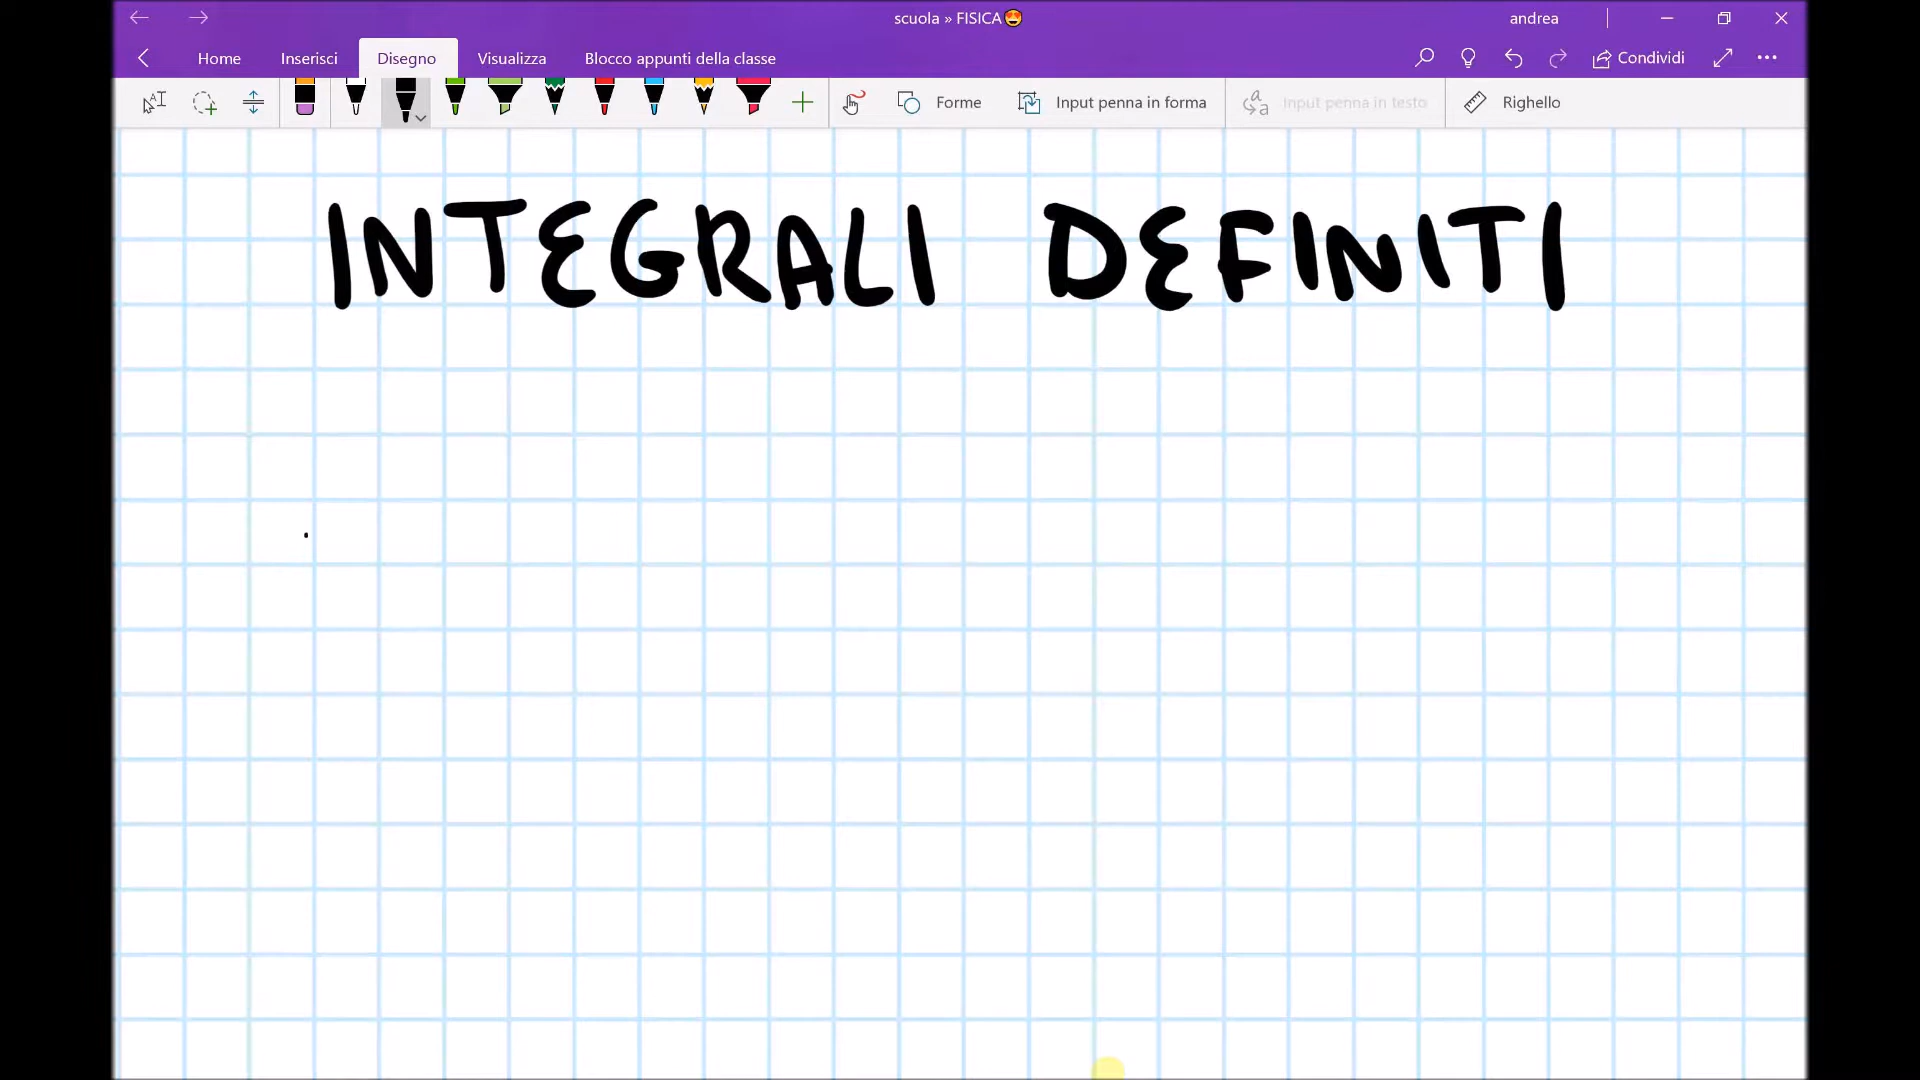 scuola » FISICA😍
andrea
Home
Inserisci
Disegno
Visualizza
Blocco appunti della classe
Condividi
Forme
Input penna in forma
Input penna in testo
Righello
INTEGRALI DEFINITI